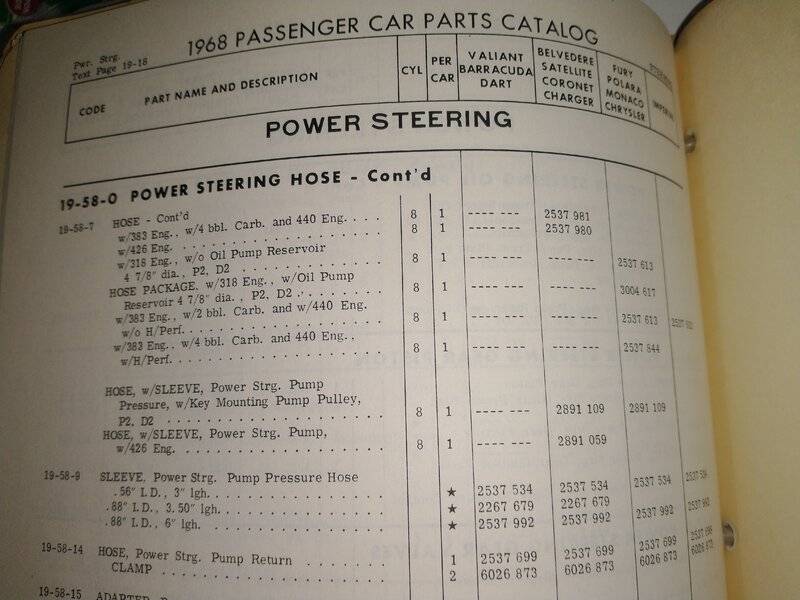 1968 PASSENGER CAR PARTS CATALOG
Pwr. Strg.
Text Page 19-18
CODE PART NAME AND DESCRIPTION CYL PER CAR VALIANT BARRACUDA DART BELVEDERE SATELLITE CORONET CHARGER FURY POLARA MONACO CHRYSLER
POWER STEERING
19-58-0 POWER STEERING HOSE - Cont'd
19-58-7 HOSE - Cont'd
w/383 Eng., w/4 bbl. Carb. and 440 Eng. . . . . 8 1 ---- --- 2537 981
w/426 Eng. . . . . . . . . . . . . . . . . . . . 8 1 ---- --- 2537 980
w/318 Eng., w/o Oil Pump Reservoir
4 7/8" dia., P2, D2 . . . . . . . . . . . . . 8 1 ---- --- ---- --- 2537 613
HOSE PACKAGE, w/318 Eng., w/Oil Pump
Reservoir 4 7/8" dia., P2, D2 . . . . . . . . 8 1 ---- --- ---- --- 3004 617
w/383 Eng., w/2 bbl. Carb. and w/440 Eng.
w/o H/Perf. . . . . . . . . . . . . . . . . . 8 1 ---- --- ---- --- 2537 613
w/383 Eng., w/4 bbl. Carb. and 440 Eng.,
w/H/Perf. . . . . . . . . . . . . . . . . . . 8 1 ---- --- ---- --- 2537 844
HOSE, w/SLEEVE, Power Strg. Pump
Pressure, w/Key Mounting Pump Pulley,
P2, D2 . . . . . . . . . . . . . . . . . . . 8 1 ---- --- 2891 109 2891 109
HOSE, w/SLEEVE, Power Strg. Pump,
w/426 Eng. . . . . . . . . . . . . . . . . . 8 1 ---- --- 2891 059
19-58-9 SLEEVE, Power Strg. Pump Pressure Hose
.56" I.D., 3" lgh. . . . . . . . . . . . . . . ★ 2537 534 2537 534 2537 534 2537 534
.88" I.D., 3.50" lgh. . . . . . . . . . . . . . ★ 2267 679 2267 679
.88" I.D., 6" lgh. . . . . . . . . . . . . . . ★ 2537 992 2537 992 2537 992 2537 992
19-58-14 HOSE, Power Strg. Pump Return . . . . . . . 1 2537 699 2537 699 2537 699 2537 699
CLAMP . . . . . . . . . . . . . . . . . . . 2 6026 873 6026 873 6026 873 6026 873
19-58-15